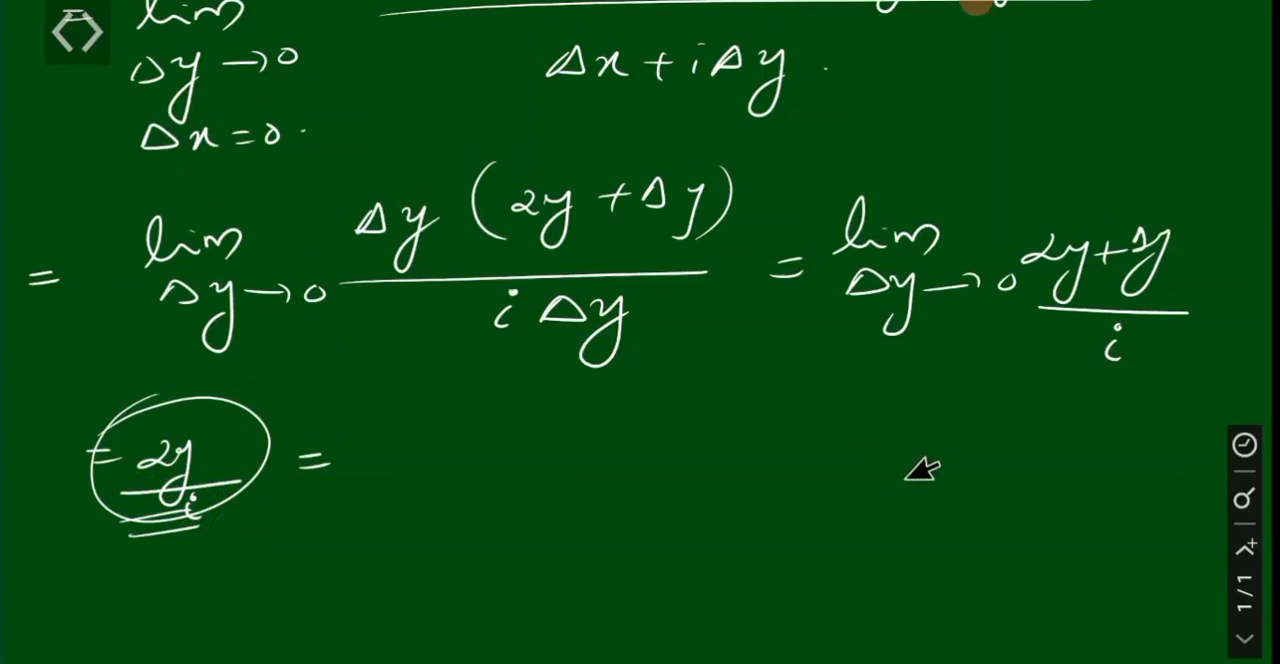 lim
Δy→0 Δx + iΔy .
Δx = 0 .
= lim Δy→0 Δy (2y + Δy) / iΔy = lim Δy→0 2y + Δy / i
= 2y / i =
1/1